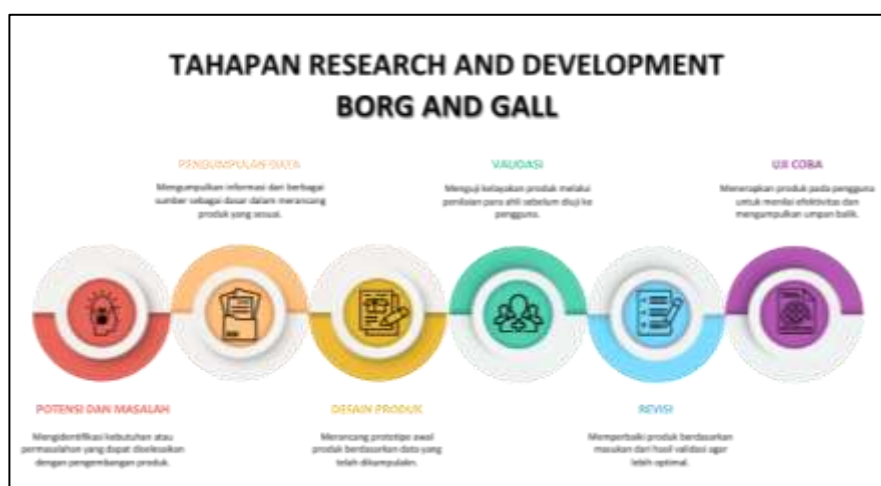 TAHAPAN RESEARCH AND DEVELOPMENT
BORG AND GALL
PENGUMPULAN DATA
Mengumpulkan informasi dari berbagai
sumber sebagai dasar dalam merancang
produk yang sesuai.
VALIDASI
Menguji kelayakan produk melalui
penilaian para ahli sebelum diuji ke
pengguna.
UJI COBA
Menerapkan produk pada pengguna
untuk menilai efektivitas dan
mengumpulkan umpan balik.
POTENSI DAN MASALAH
Mengidentifikasi kebutuhan atau
permasalahan yang dapat diselesaikan
dengan pengembangan produk.
DESAIN PRODUK
Merancang prototipe awal
produk berdasarkan data yang
telah dikumpulkan.
REVISI
Memperbaiki produk berdasarkan
masukan dari hasil validasi agar
lebih optimal.